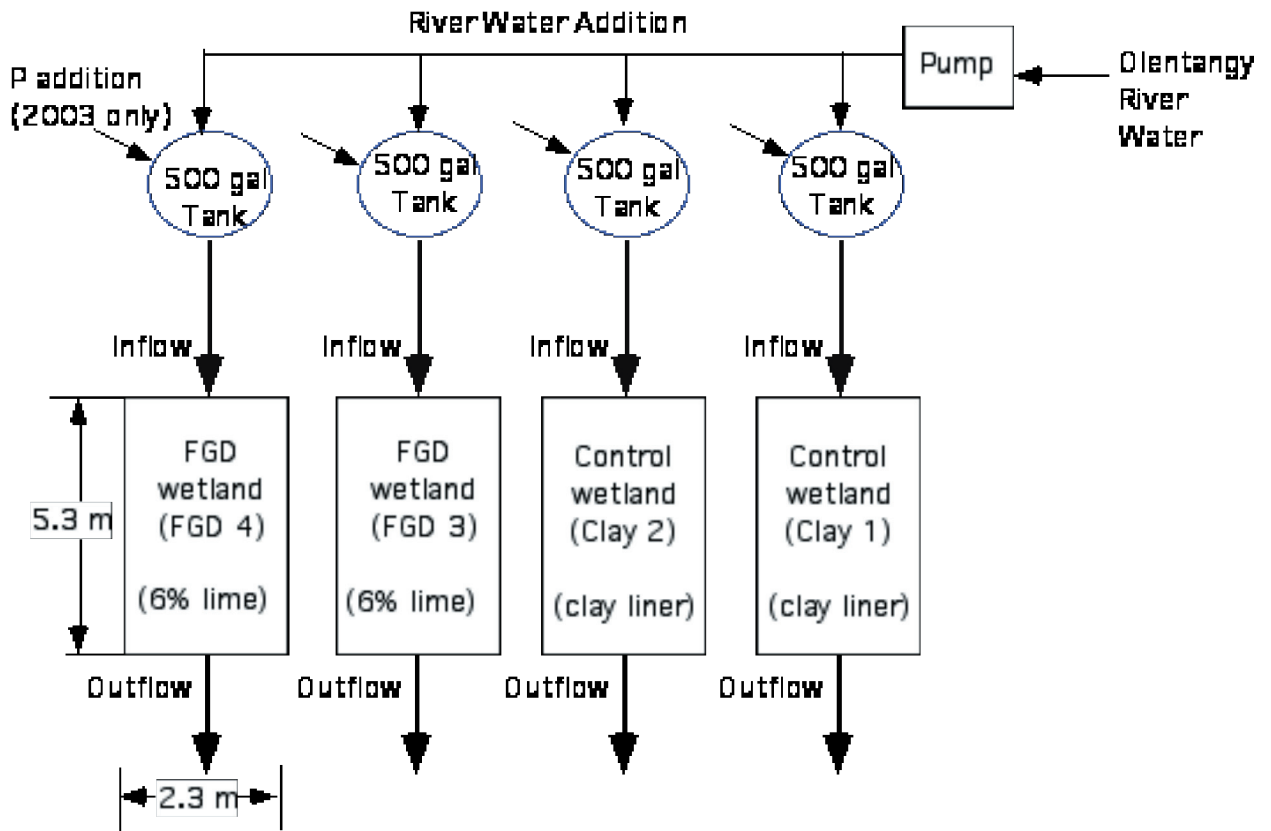 River Water Addition
P addition
(2003 only)
Pump
Olentangy
River
Water
500 gal
Tank
500 gal
Tank
500 gal
Tank
500 gal
Tank
Inflow
Inflow
Inflow
Inflow
5.3 m
FGD
wetland
(FGD 4)
(6% lime)
FGD
wetland
(FGD 3)
(6% lime)
Control
wetland
(Clay 2)
(clay liner)
Control
wetland
(Clay 1)
(clay liner)
Outflow
Outflow
Outflow
Outflow
2.3 m